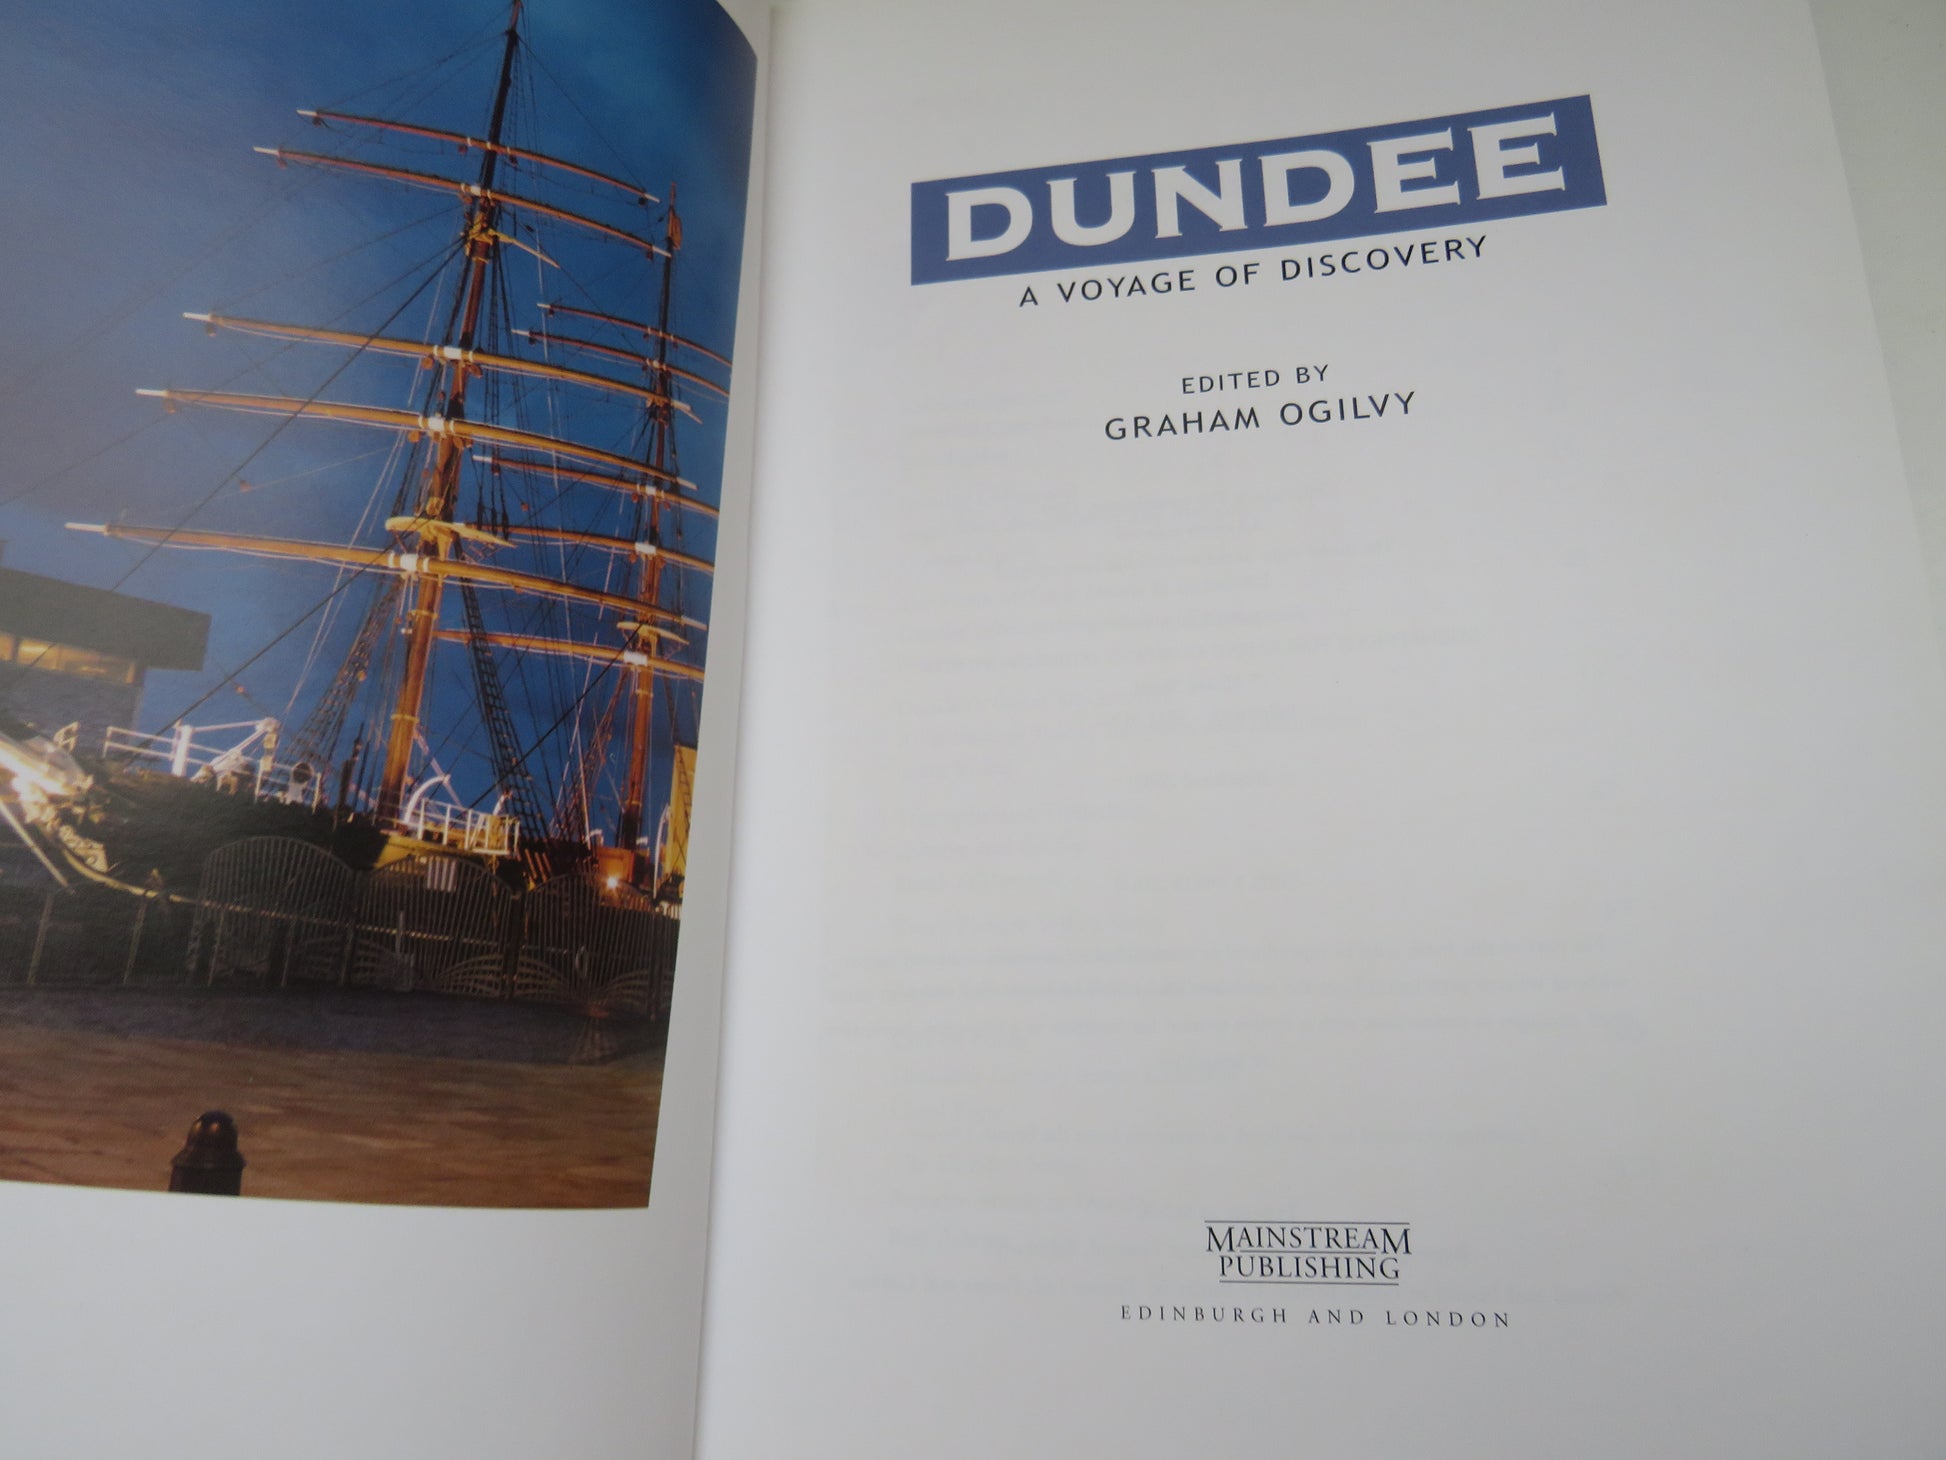 DUNDEE
A VOYAGE OF DISCOVERY
EDITED BY
GRAHAM OGILVY
MAINSTREAM
PUBLISHING
EDINBURGH AND LONDON